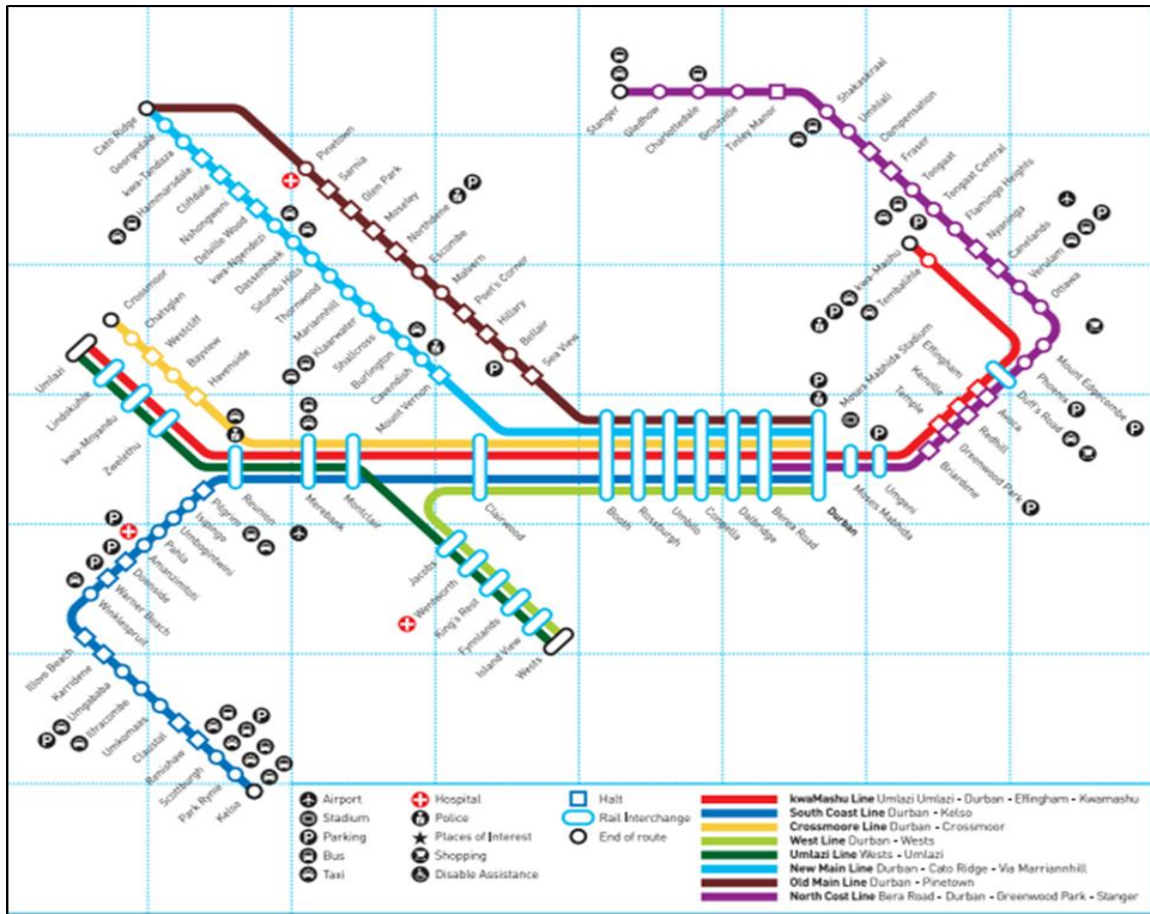 Stanger
Gledhow
Charlottedale
Groutville
Tinley Manor
Shakaskraal
Umhlali
Compensation
Fraser
Tongaat
Tongaat Central
Flamingo Heights
Nyaninga
Canelands
Verulam
Ottawa
Mount Edgecombe
Phoenix
Duff's Road
Avoca
Redhill
Greenwood Park
Briardene
kwa-Mashu
Tembalihle
Effingham
Kenville
Temple
Moses Mabhida Stadium
Umgeni
Moses Mabhida
Cato Ridge
Georgedale
kwa-Tandaza
Hammarsdale
Cliffdale
Nshongweni
Delville Wood
kwa-Ngendezi
Dassenhoek
Situndu Hills
Thornwood
Mariannhill
Klaarwater
Shallcross
Burlington
Cavendish
Mount Vernon
Pinetown
Sarnia
Glen Park
Moseley
Northdene
Escombe
Malvern
Poet's Corner
Hillary
Bellair
Sea View
Crossmoor
Chatsglen
Westcliff
Bayview
Havenside
Umlazi
Lindokuhle
kwa-Mnyandu
Zwelethu
Reunion
Merebank
Montclair
Clairwood
Booth
Rossburgh
Umbilo
Congella
Dalbridge
Berea Road
Durban
Jacobs
Wentworth
King's Rest
Fynnlands
Island View
Wests
Pilgrim
Isipingo
Umbogintwini
Pahla
Amanzimtoti
Doonside
Warner Beach
Winklespruit
Illovo Beach
Karridene
Umgababa
Ilfracombe
Umkomaas
Claustal
Renishaw
Scottburgh
Park Ryme
Kelso
Airport
Stadium
Parking
Bus
Taxi
Hospital
Police
Places of Interest
Shopping
Disable Assistance
Halt
Rail Interchange
End of route
kwaMashu Line Umlazi Umlazi - Durban - Effingham - Kwamashu
South Coast Line Durban - Kelso
Crossmoore Line Durban - Crossmoor
West Line Durban - Wests
Umlazi Line Wests - Umlazi
New Main Line Durban - Cato Ridge - Via Marriannhill
Old Main Line Durban - Pinetown
North Cost Line Bera Road - Durban - Greenwood Park - Stanger